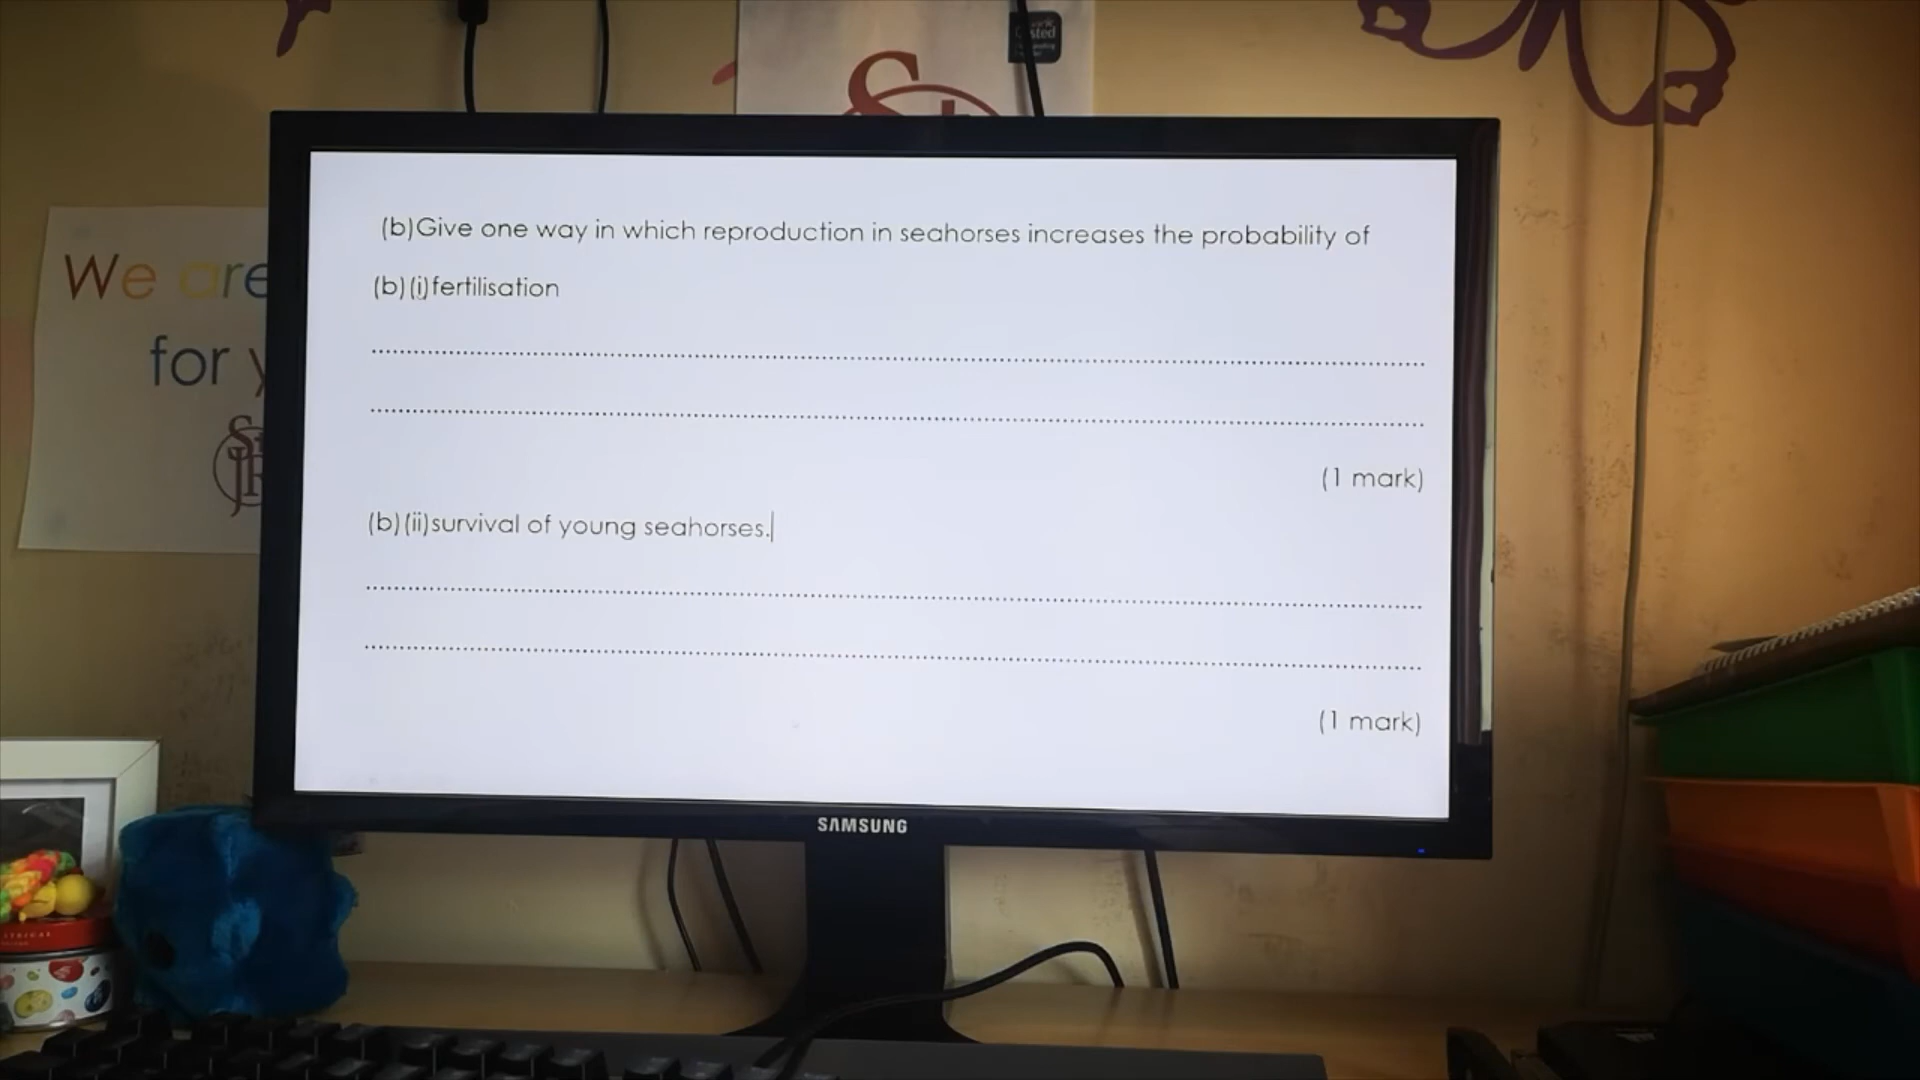 (b)Give one way in which reproduction in seahorses increases the probability of
(b)(i)fertilisation
(1 mark)
(b)(ii)survival of young seahorses.
(1 mark)
SAMSUNG
We are
for